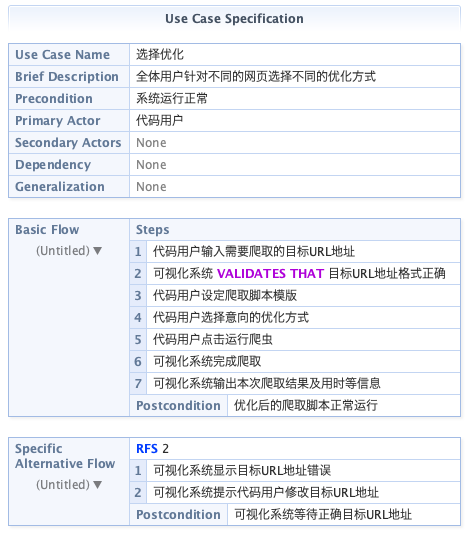 Use Case Specification
Use Case Name 选择优化
Brief Description 全体用户针对不同的网页选择不同的优化方式
Precondition 系统运行正常
Primary Actor 代码用户
Secondary Actors None
Dependency None
Generalization None
Basic Flow Steps
(Untitled) ▼
1 代码用户输入需要爬取的目标URL地址
2 可视化系统 VALIDATES THAT 目标URL地址格式正确
3 代码用户设定爬取脚本模版
4 代码用户选择意向的优化方式
5 代码用户点击运行爬虫
6 可视化系统完成爬取
7 可视化系统输出本次爬取结果及用时等信息
Postcondition 优化后的爬取脚本正常运行
Specific
Alternative Flow
(Untitled) ▼
RFS 2
1 可视化系统显示目标URL地址错误
2 可视化系统提示代码用户修改目标URL地址
Postcondition 可视化系统等待正确目标URL地址